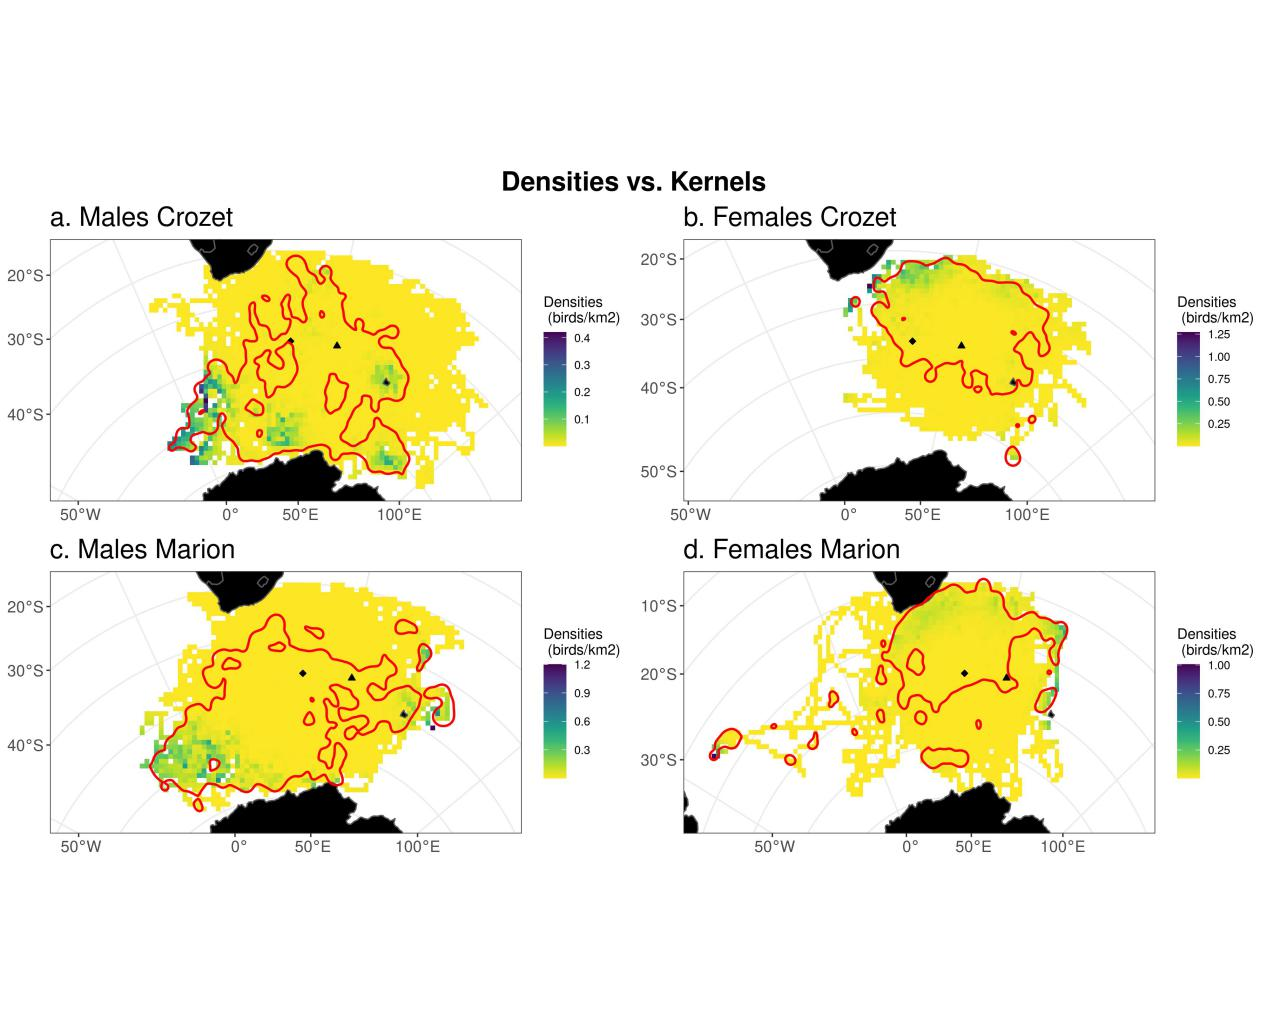 Densities vs. Kernels
a. Males Crozet
20°S
30°S
40°S
50°W
0°
50°E
100°E
Densities
(birds/km2)
0.4
0.3
0.2
0.1
b. Females Crozet
20°S
30°S
40°S
50°S
50°W
0°
50°E
100°E
Densities
(birds/km2)
1.25
1.00
0.75
0.50
0.25
c. Males Marion
20°S
30°S
40°S
50°W
0°
50°E
100°E
Densities
(birds/km2)
1.2
0.9
0.6
0.3
d. Females Marion
10°S
20°S
30°S
50°W
0°
50°E
100°E
Densities
(birds/km2)
1.00
0.75
0.50
0.25